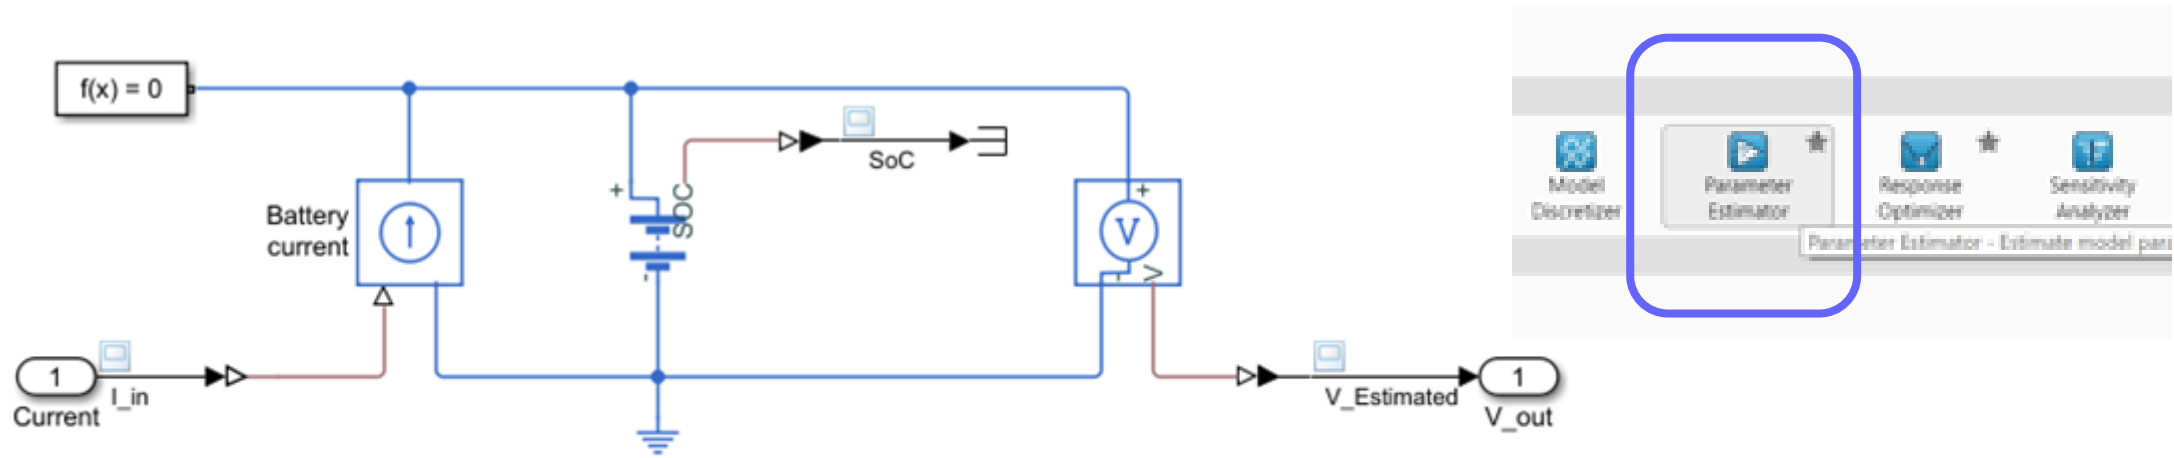 f(x) = 0
Battery
current
+
SOC
-
SoC
+
V
-
V
1
Current
I_in
V_Estimated
1
V_out
Model
Discretizer
Parameter
Estimator
Response
Optimizer
Sensitivity
Analyzer
Parameter Estimator - Estimate model para